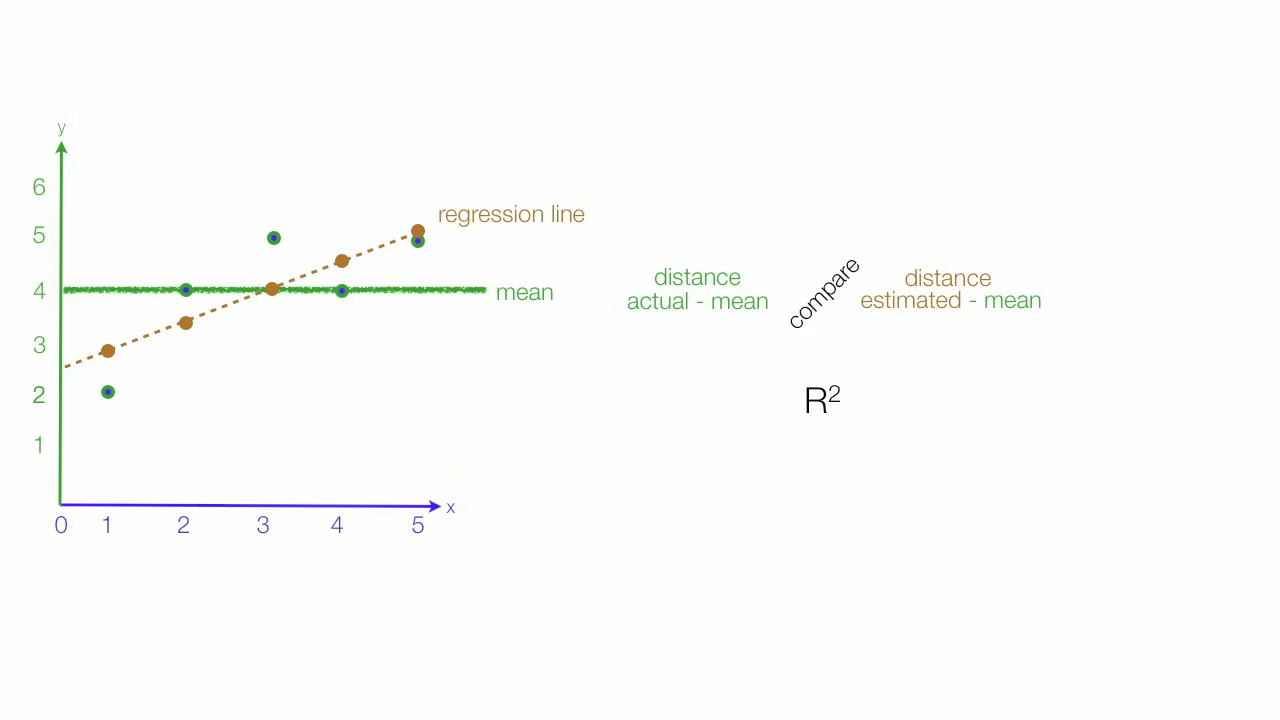 y
6
5
4
3
2
1
0 1 2 3 4 5
x
regression line
mean
distance
actual - mean
compare
distance
estimated - mean
R²